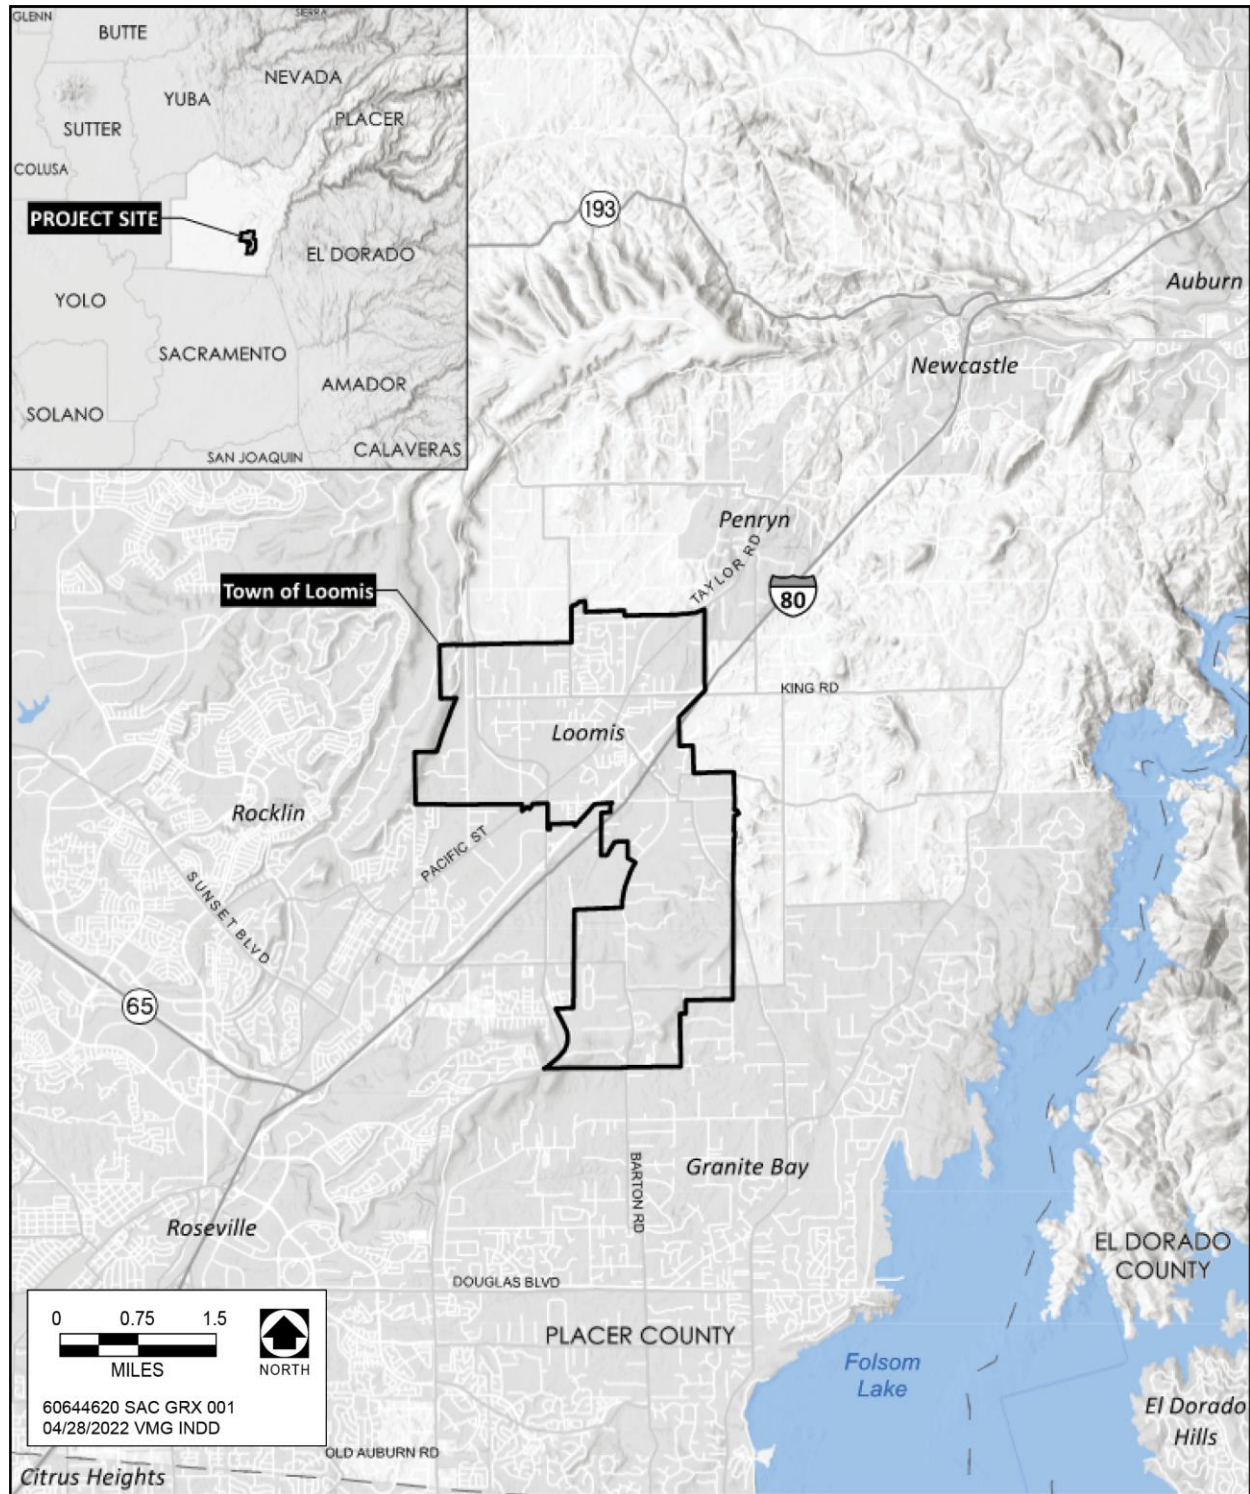 GLENN
SIERRA
BUTTE
NEVADA
YUBA
PLACER
SUTTER
COLUSA
PROJECT SITE
EL DORADO
YOLO
SACRAMENTO
AMADOR
SOLANO
SAN JOAQUIN
CALAVERAS
193
Auburn
Newcastle
Penryn
TAYLOR RD
80
Town of Loomis
KING RD
Loomis
Rocklin
PACIFIC ST
SUNSET BLVD
65
Granite Bay
BARTON RD
Roseville
EL DORADO
COUNTY
DOUGLAS BLVD
PLACER COUNTY
Folsom
Lake
El Dorado
Hills
0 0.75 1.5
MILES
NORTH
60644620 SAC GRX 001
04/28/2022 VMG INDD
OLD AUBURN RD
Citrus Heights